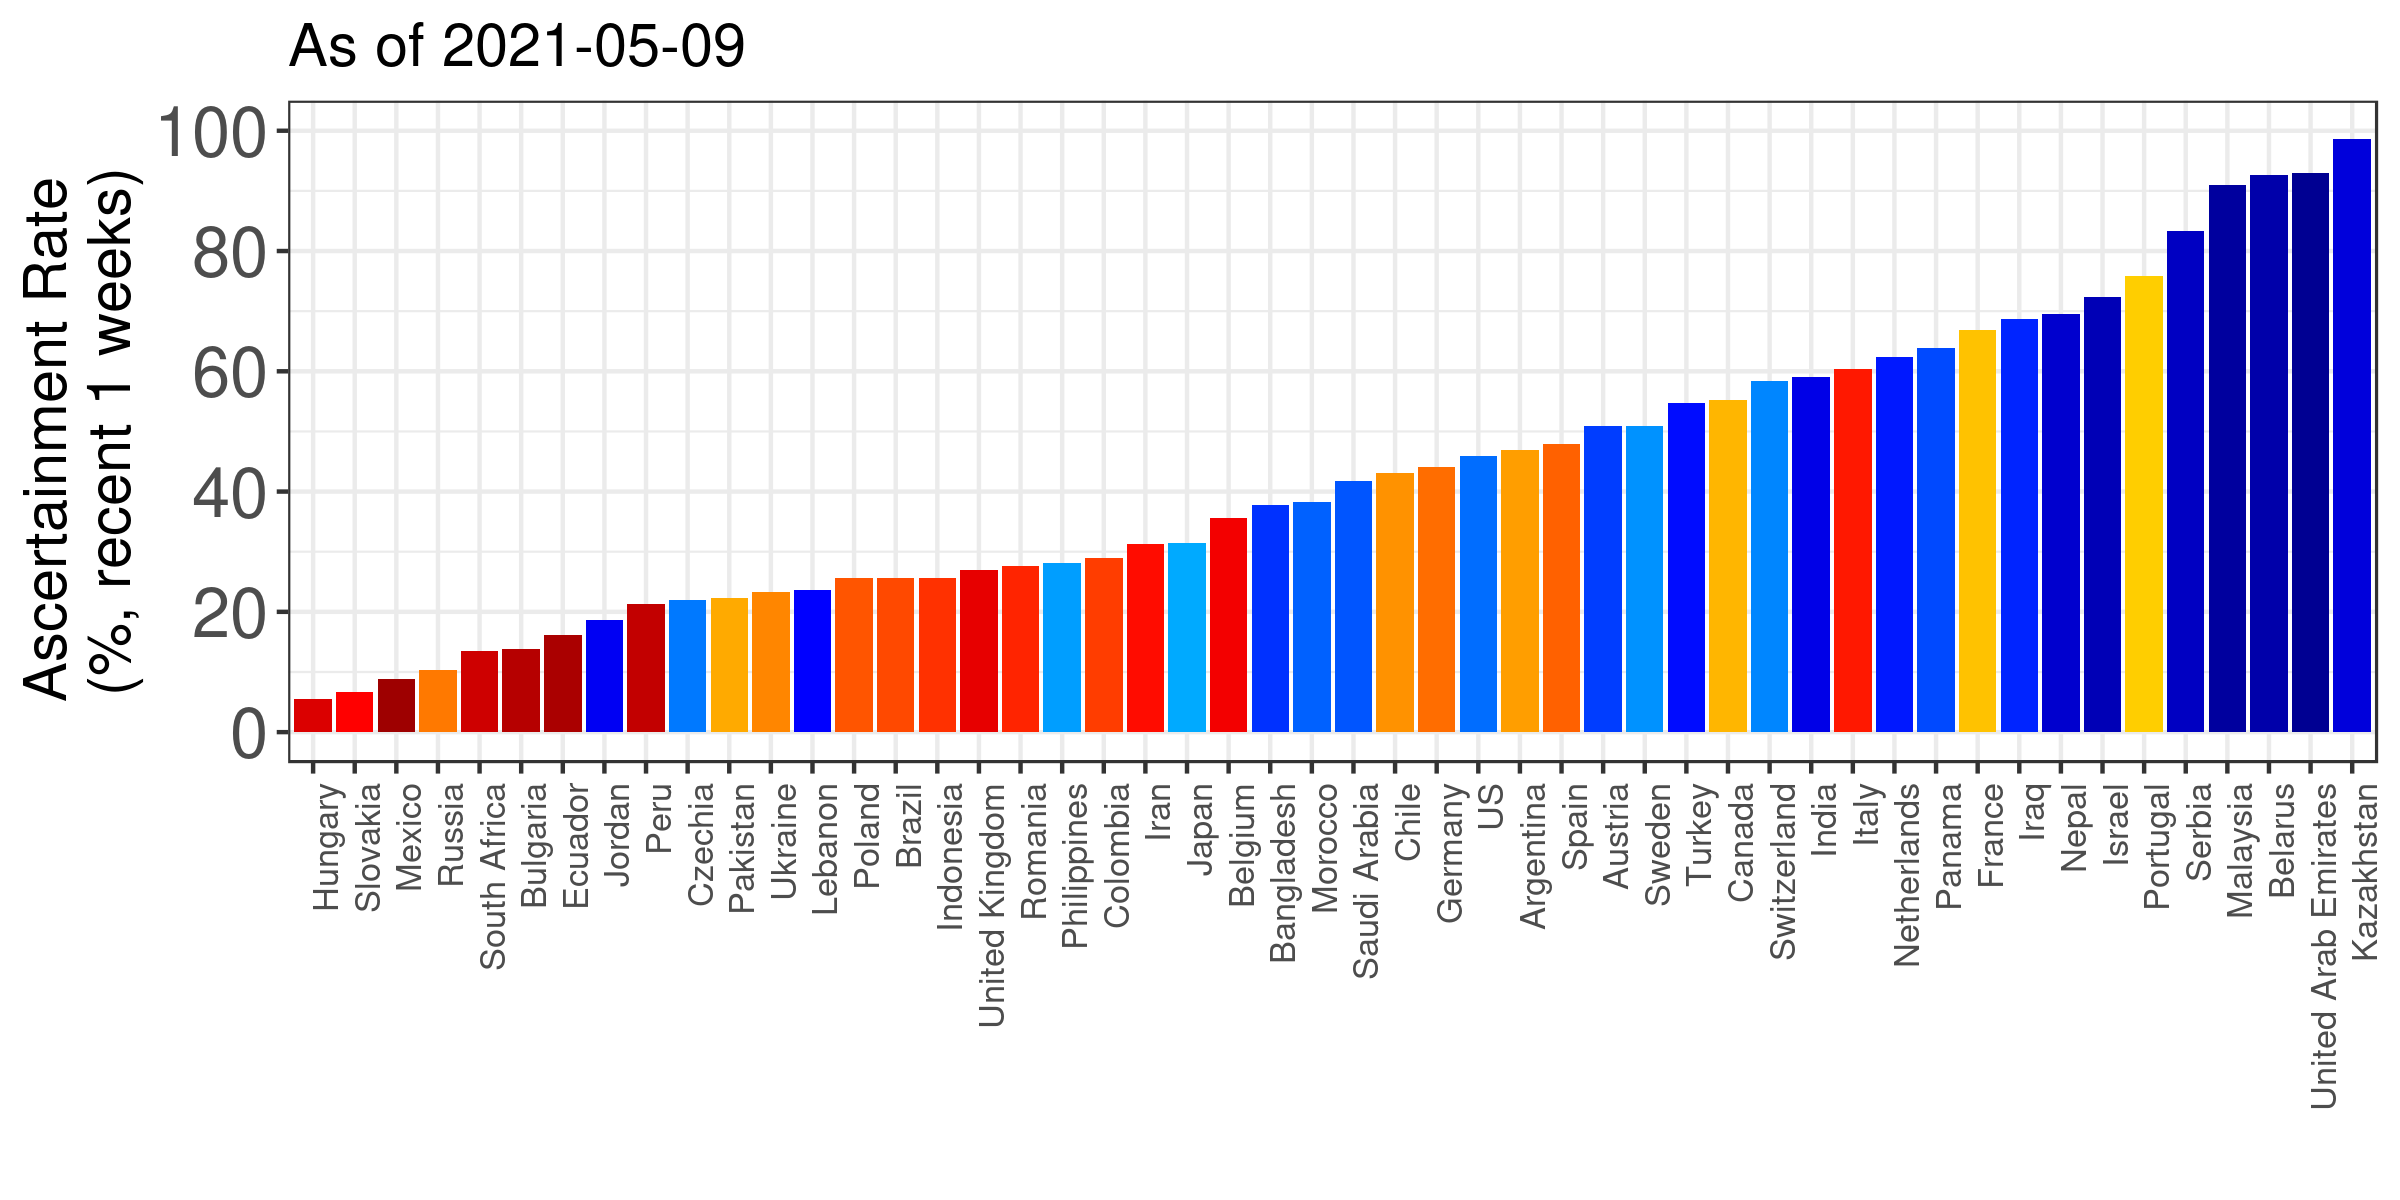 As of 2021-05-09
Ascertainment Rate
(%, recent 1 weeks)
100
80
60
40
20
0
Hungary
Slovakia
Mexico
Russia
South Africa
Bulgaria
Ecuador
Jordan
Peru
Czechia
Pakistan
Ukraine
Lebanon
Poland
Brazil
Indonesia
United Kingdom
Romania
Philippines
Colombia
Iran
Japan
Belgium
Bangladesh
Morocco
Saudi Arabia
Chile
Germany
US
Argentina
Spain
Austria
Sweden
Turkey
Canada
Switzerland
India
Italy
Netherlands
Panama
France
Iraq
Nepal
Israel
Portugal
Serbia
Malaysia
Belarus
United Arab Emirates
Kazakhstan